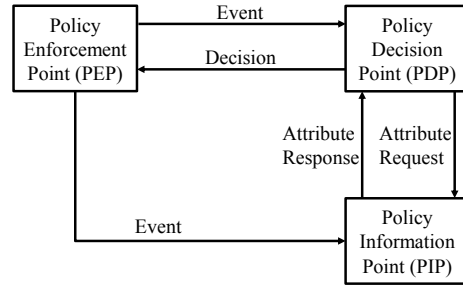 Policy
Enforcement
Point (PEP)
Event
Decision
Policy
Decision
Point (PDP)
Attribute
Response
Attribute
Request
Event
Policy
Information
Point (PIP)